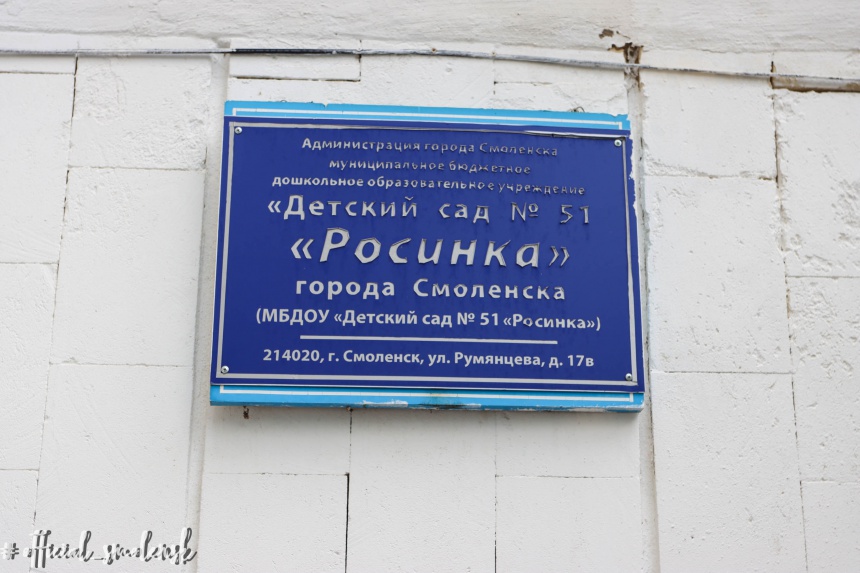 Администрация города Смоленска
муниципальное бюджетное
дошкольное образовательное учреждение
«Детский сад № 51
«Росинка»
города Смоленска
(МБДОУ «Детский сад № 51 «Росинка»)
214020, г. Смоленск, ул. Румянцева, д. 17в
# official_smolensk